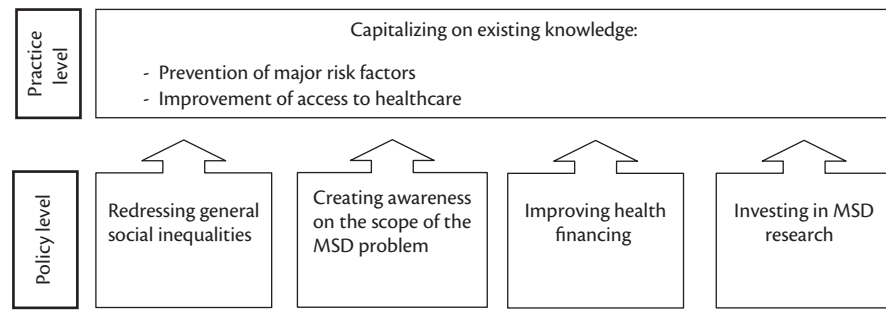 Practice
level
Capitalizing on existing knowledge:
- Prevention of major risk factors
- Improvement of access to healthcare
Policy level
Redressing general
social inequalities
Creating awareness
on the scope of the
MSD problem
Improving health
financing
Investing in MSD
research